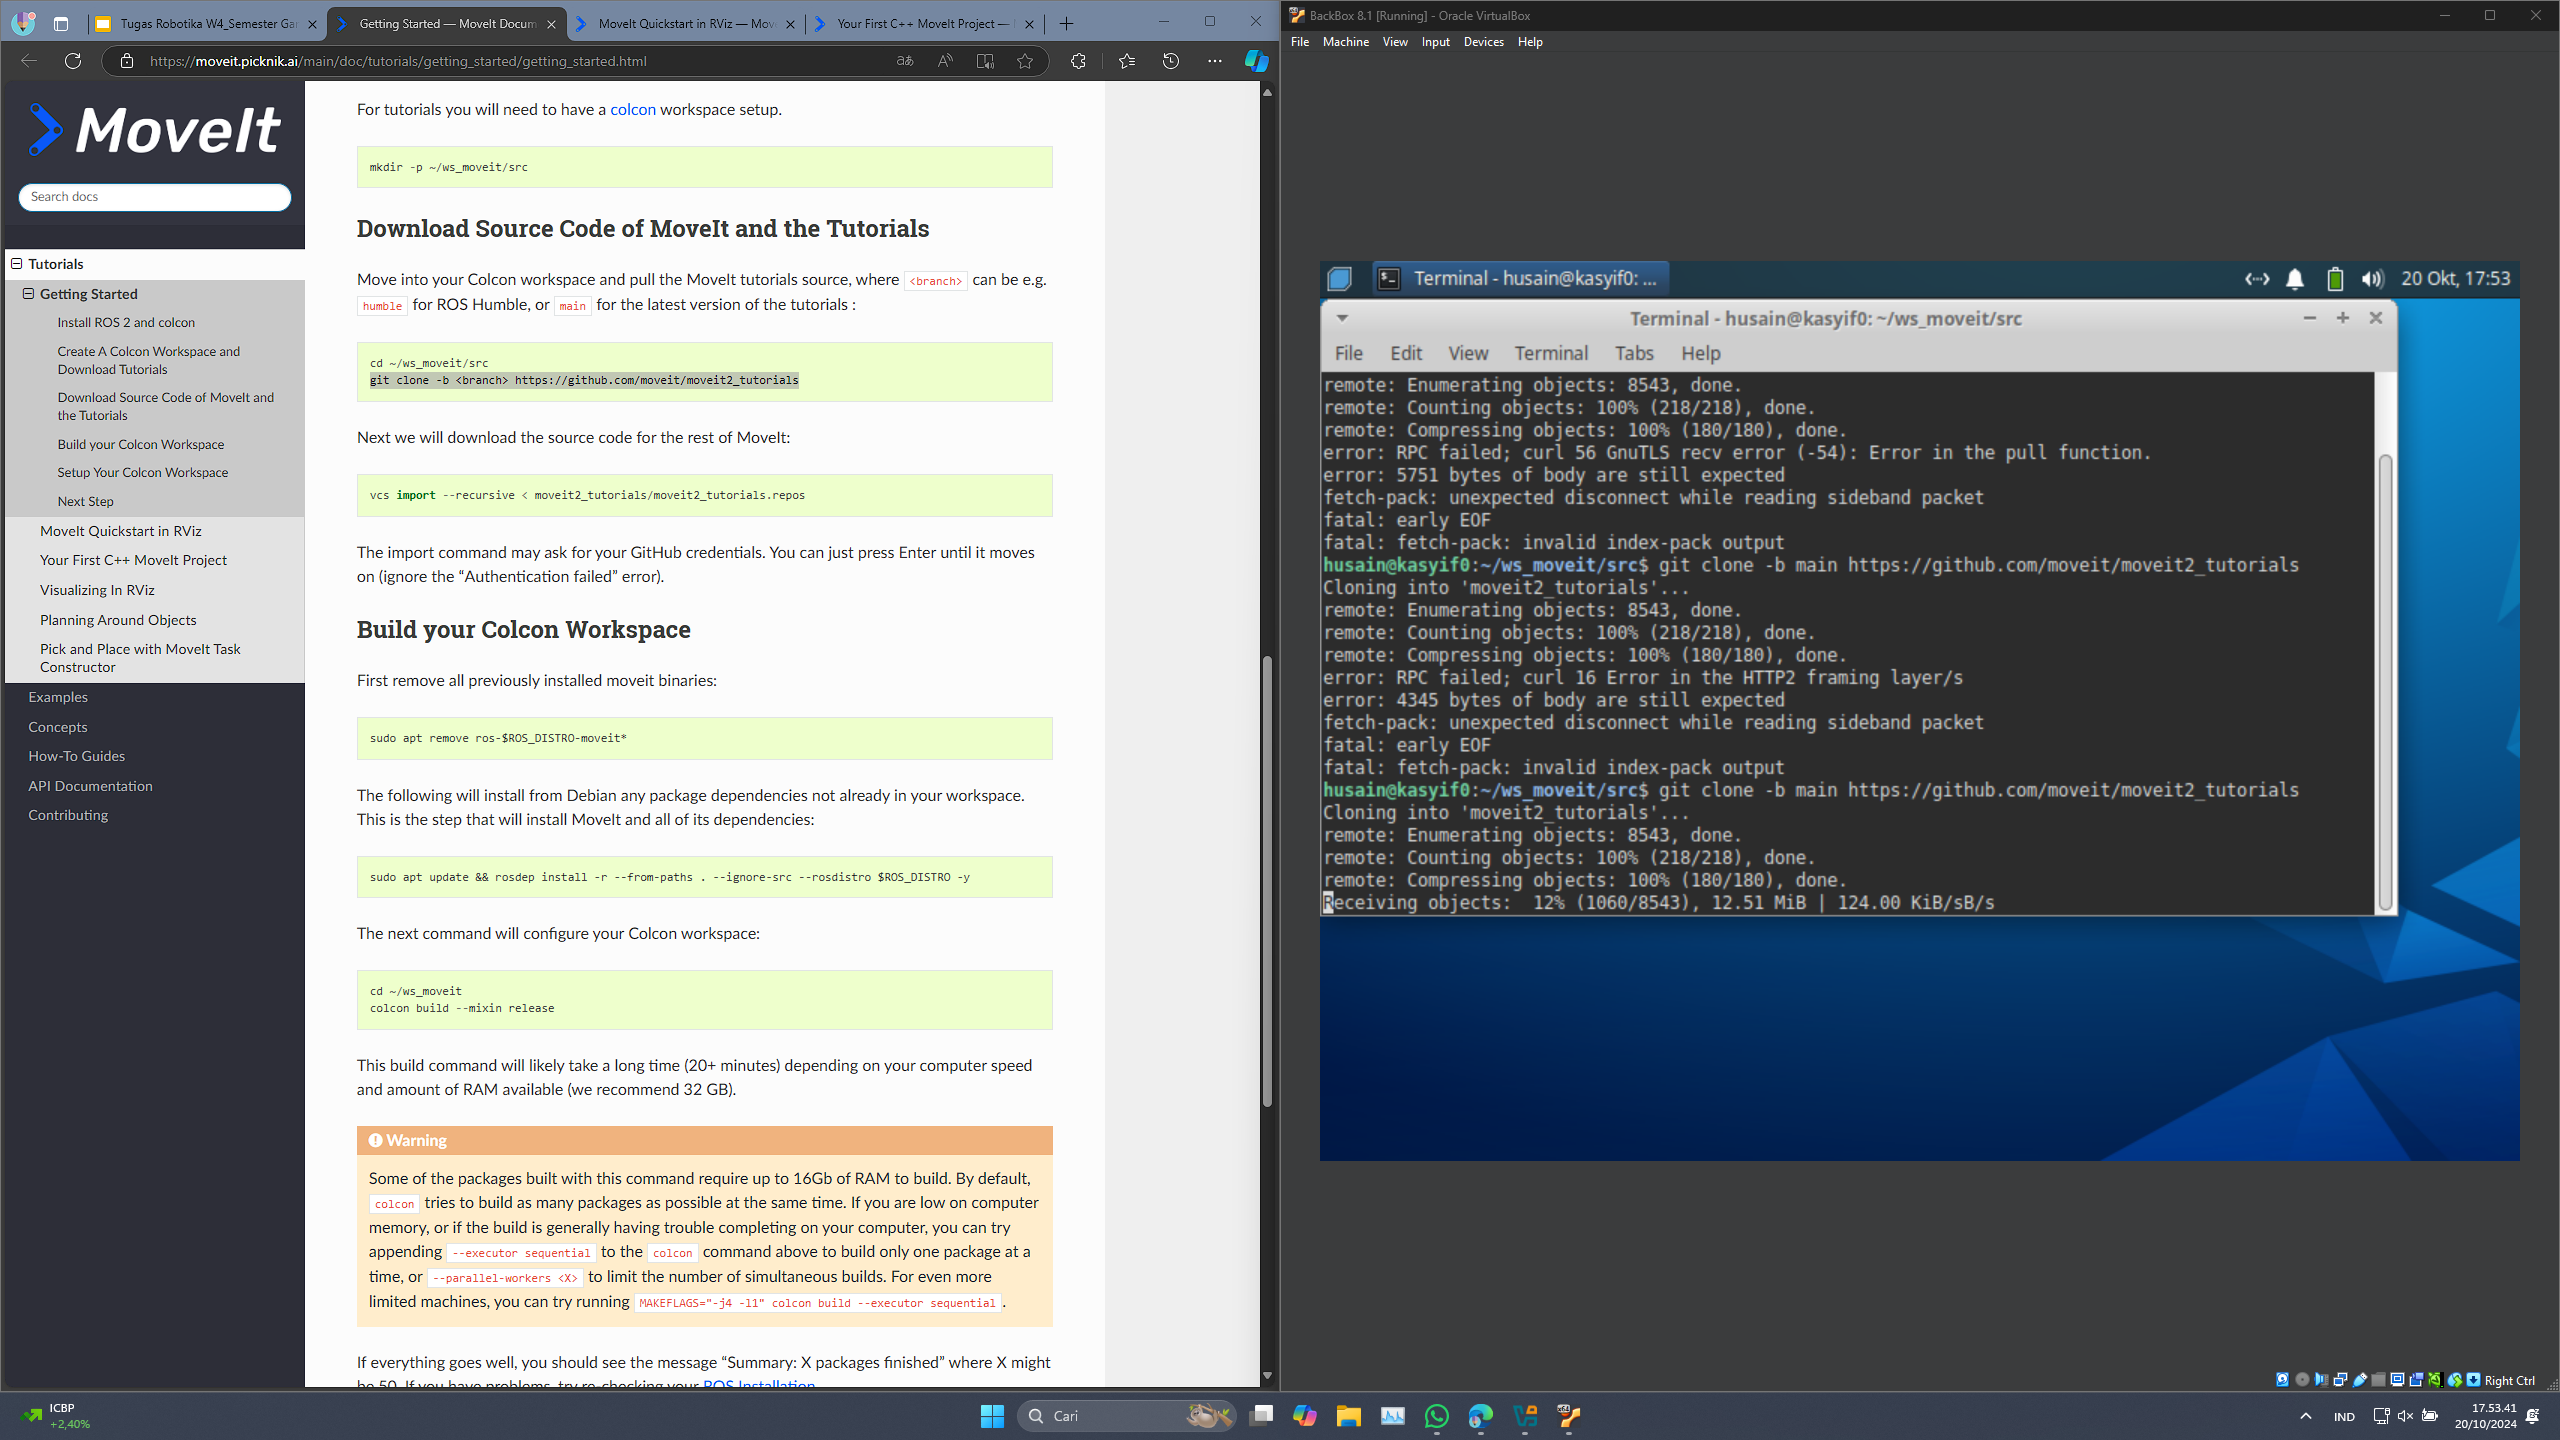 Tugas Robotika W4_Semester Ga
Getting Started — MoveIt Docum
MoveIt Quickstart in RViz — Mov
Your First C++ MoveIt Project —
https://moveit.picknik.ai/main/doc/tutorials/getting_started/getting_started.html
MoveIt
Search docs
Tutorials
Getting Started
Install ROS 2 and colcon
Create A Colcon Workspace and
Download Tutorials
Download Source Code of MoveIt and
the Tutorials
Build your Colcon Workspace
Setup Your Colcon Workspace
Next Step
MoveIt Quickstart in RViz
Your First C++ MoveIt Project
Visualizing In RViz
Planning Around Objects
Pick and Place with MoveIt Task
Constructor
Examples
Concepts
How-To Guides
API Documentation
Contributing
For tutorials you will need to have a colcon workspace setup.
mkdir -p ~/ws_moveit/src
Download Source Code of MoveIt and the Tutorials
Move into your Colcon workspace and pull the MoveIt tutorials source, where <branch> can be e.g.
humble for ROS Humble, or main for the latest version of the tutorials :
cd ~/ws_moveit/src
git clone -b <branch> https://github.com/moveit/moveit2_tutorials
Next we will download the source code for the rest of MoveIt:
vcs import --recursive < moveit2_tutorials/moveit2_tutorials.repos
The import command may ask for your GitHub credentials. You can just press Enter until it moves
on (ignore the “Authentication failed” error).
Build your Colcon Workspace
First remove all previously installed moveit binaries:
sudo apt remove ros-$ROS_DISTRO-moveit*
The following will install from Debian any package dependencies not already in your workspace.
This is the step that will install MoveIt and all of its dependencies:
sudo apt update && rosdep install -r --from-paths . --ignore-src --rosdistro $ROS_DISTRO -y
The next command will configure your Colcon workspace:
cd ~/ws_moveit
colcon build --mixin release
This build command will likely take a long time (20+ minutes) depending on your computer speed
and amount of RAM available (we recommend 32 GB).
Warning
Some of the packages built with this command require up to 16Gb of RAM to build. By default,
colcon tries to build as many packages as possible at the same time. If you are low on computer
memory, or if the build is generally having trouble completing on your computer, you can try
appending --executor sequential to the colcon command above to build only one package at a
time, or --parallel-workers <X> to limit the number of simultaneous builds. For even more
limited machines, you can try running MAKEFLAGS="-j4 -l1" colcon build --executor sequential .
If everything goes well, you should see the message “Summary: X packages finished” where X might
be 50. If you have problems, try re-checking your ROS Installation.
BackBox 8.1 [Running] - Oracle VirtualBox
File Machine View Input Devices Help
Terminal - husain@kasyif0: ...
20 Okt, 17:53
Terminal - husain@kasyif0: ~/ws_moveit/src
File Edit View Terminal Tabs Help
remote: Enumerating objects: 8543, done.
remote: Counting objects: 100% (218/218), done.
remote: Compressing objects: 100% (180/180), done.
error: RPC failed; curl 56 GnuTLS recv error (-54): Error in the pull function.
error: 5751 bytes of body are still expected
fetch-pack: unexpected disconnect while reading sideband packet
fatal: early EOF
fatal: fetch-pack: invalid index-pack output
husain@kasyif0:~/ws_moveit/src$ git clone -b main https://github.com/moveit/moveit2_tutorials
Cloning into 'moveit2_tutorials'...
remote: Enumerating objects: 8543, done.
remote: Counting objects: 100% (218/218), done.
remote: Compressing objects: 100% (180/180), done.
error: RPC failed; curl 16 Error in the HTTP2 framing layer/s
error: 4345 bytes of body are still expected
fetch-pack: unexpected disconnect while reading sideband packet
fatal: early EOF
fatal: fetch-pack: invalid index-pack output
husain@kasyif0:~/ws_moveit/src$ git clone -b main https://github.com/moveit/moveit2_tutorials
Cloning into 'moveit2_tutorials'...
remote: Enumerating objects: 8543, done.
remote: Counting objects: 100% (218/218), done.
remote: Compressing objects: 100% (180/180), done.
Receiving objects:  12% (1060/8543), 12.51 MiB | 124.00 KiB/sB/s
Right Ctrl
ICBP
+2,40%
Cari
IND
17.53.41
20/10/2024